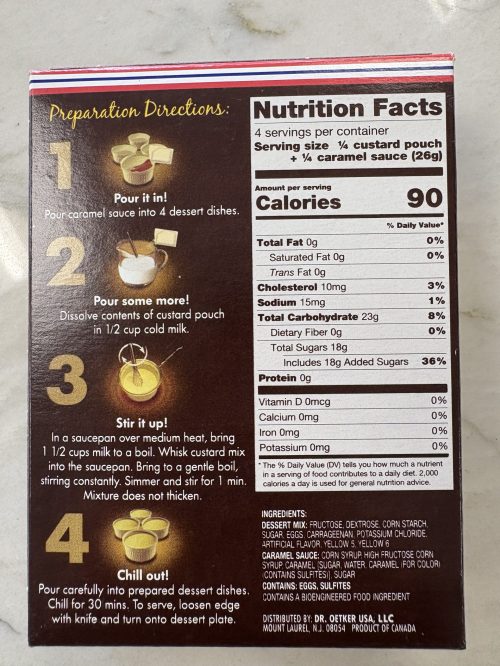 Preparation Directions:
1
Pour it in!
Pour caramel sauce into 4 dessert dishes.
2
Pour some more!
Dissolve contents of custard pouch
in 1/2 cup cold milk.
3
Stir it up!
In a saucepan over medium heat, bring
1 1/2 cups milk to a boil. Whisk custard mix
into the saucepan. Bring to a gentle boil,
stirring constantly. Simmer and stir for 1 min.
Mixture does not thicken.
4
Chill out!
Pour carefully into prepared dessert dishes.
Chill for 30 mins. To serve, loosen edge
with knife and turn onto dessert plate.
Nutrition Facts
4 servings per container
Serving size ¼ custard pouch
+ ¼ caramel sauce (26g)
Amount per serving
Calories 90
% Daily Value*
Total Fat 0g 0%
Saturated Fat 0g 0%
Trans Fat 0g
Cholesterol 10mg 3%
Sodium 15mg 1%
Total Carbohydrate 23g 8%
Dietary Fiber 0g 0%
Total Sugars 18g
Includes 18g Added Sugars 36%
Protein 0g
Vitamin D 0mcg 0%
Calcium 0mg 0%
Iron 0mg 0%
Potassium 0mg 0%
* The % Daily Value (DV) tells you how much a nutrient
in a serving of food contributes to a daily diet. 2,000
calories a day is used for general nutrition advice.
INGREDIENTS:
DESSERT MIX: FRUCTOSE, DEXTROSE, CORN STARCH,
SUGAR, EGGS, CARRAGEENAN, POTASSIUM CHLORIDE,
ARTIFICIAL FLAVOR, YELLOW 5, YELLOW 6
CARAMEL SAUCE: CORN SYRUP, HIGH FRUCTOSE CORN
SYRUP, CARAMEL (SUGAR, WATER, CARAMEL (FOR COLOR)
(CONTAINS SULFITES)), SUGAR
CONTAINS: EGGS, SULFITES
CONTAINS A BIOENGINEERED FOOD INGREDIENT
DISTRIBUTED BY: DR. OETKER USA, LLC
MOUNT LAUREL, N.J. 08054 PRODUCT OF CANADA